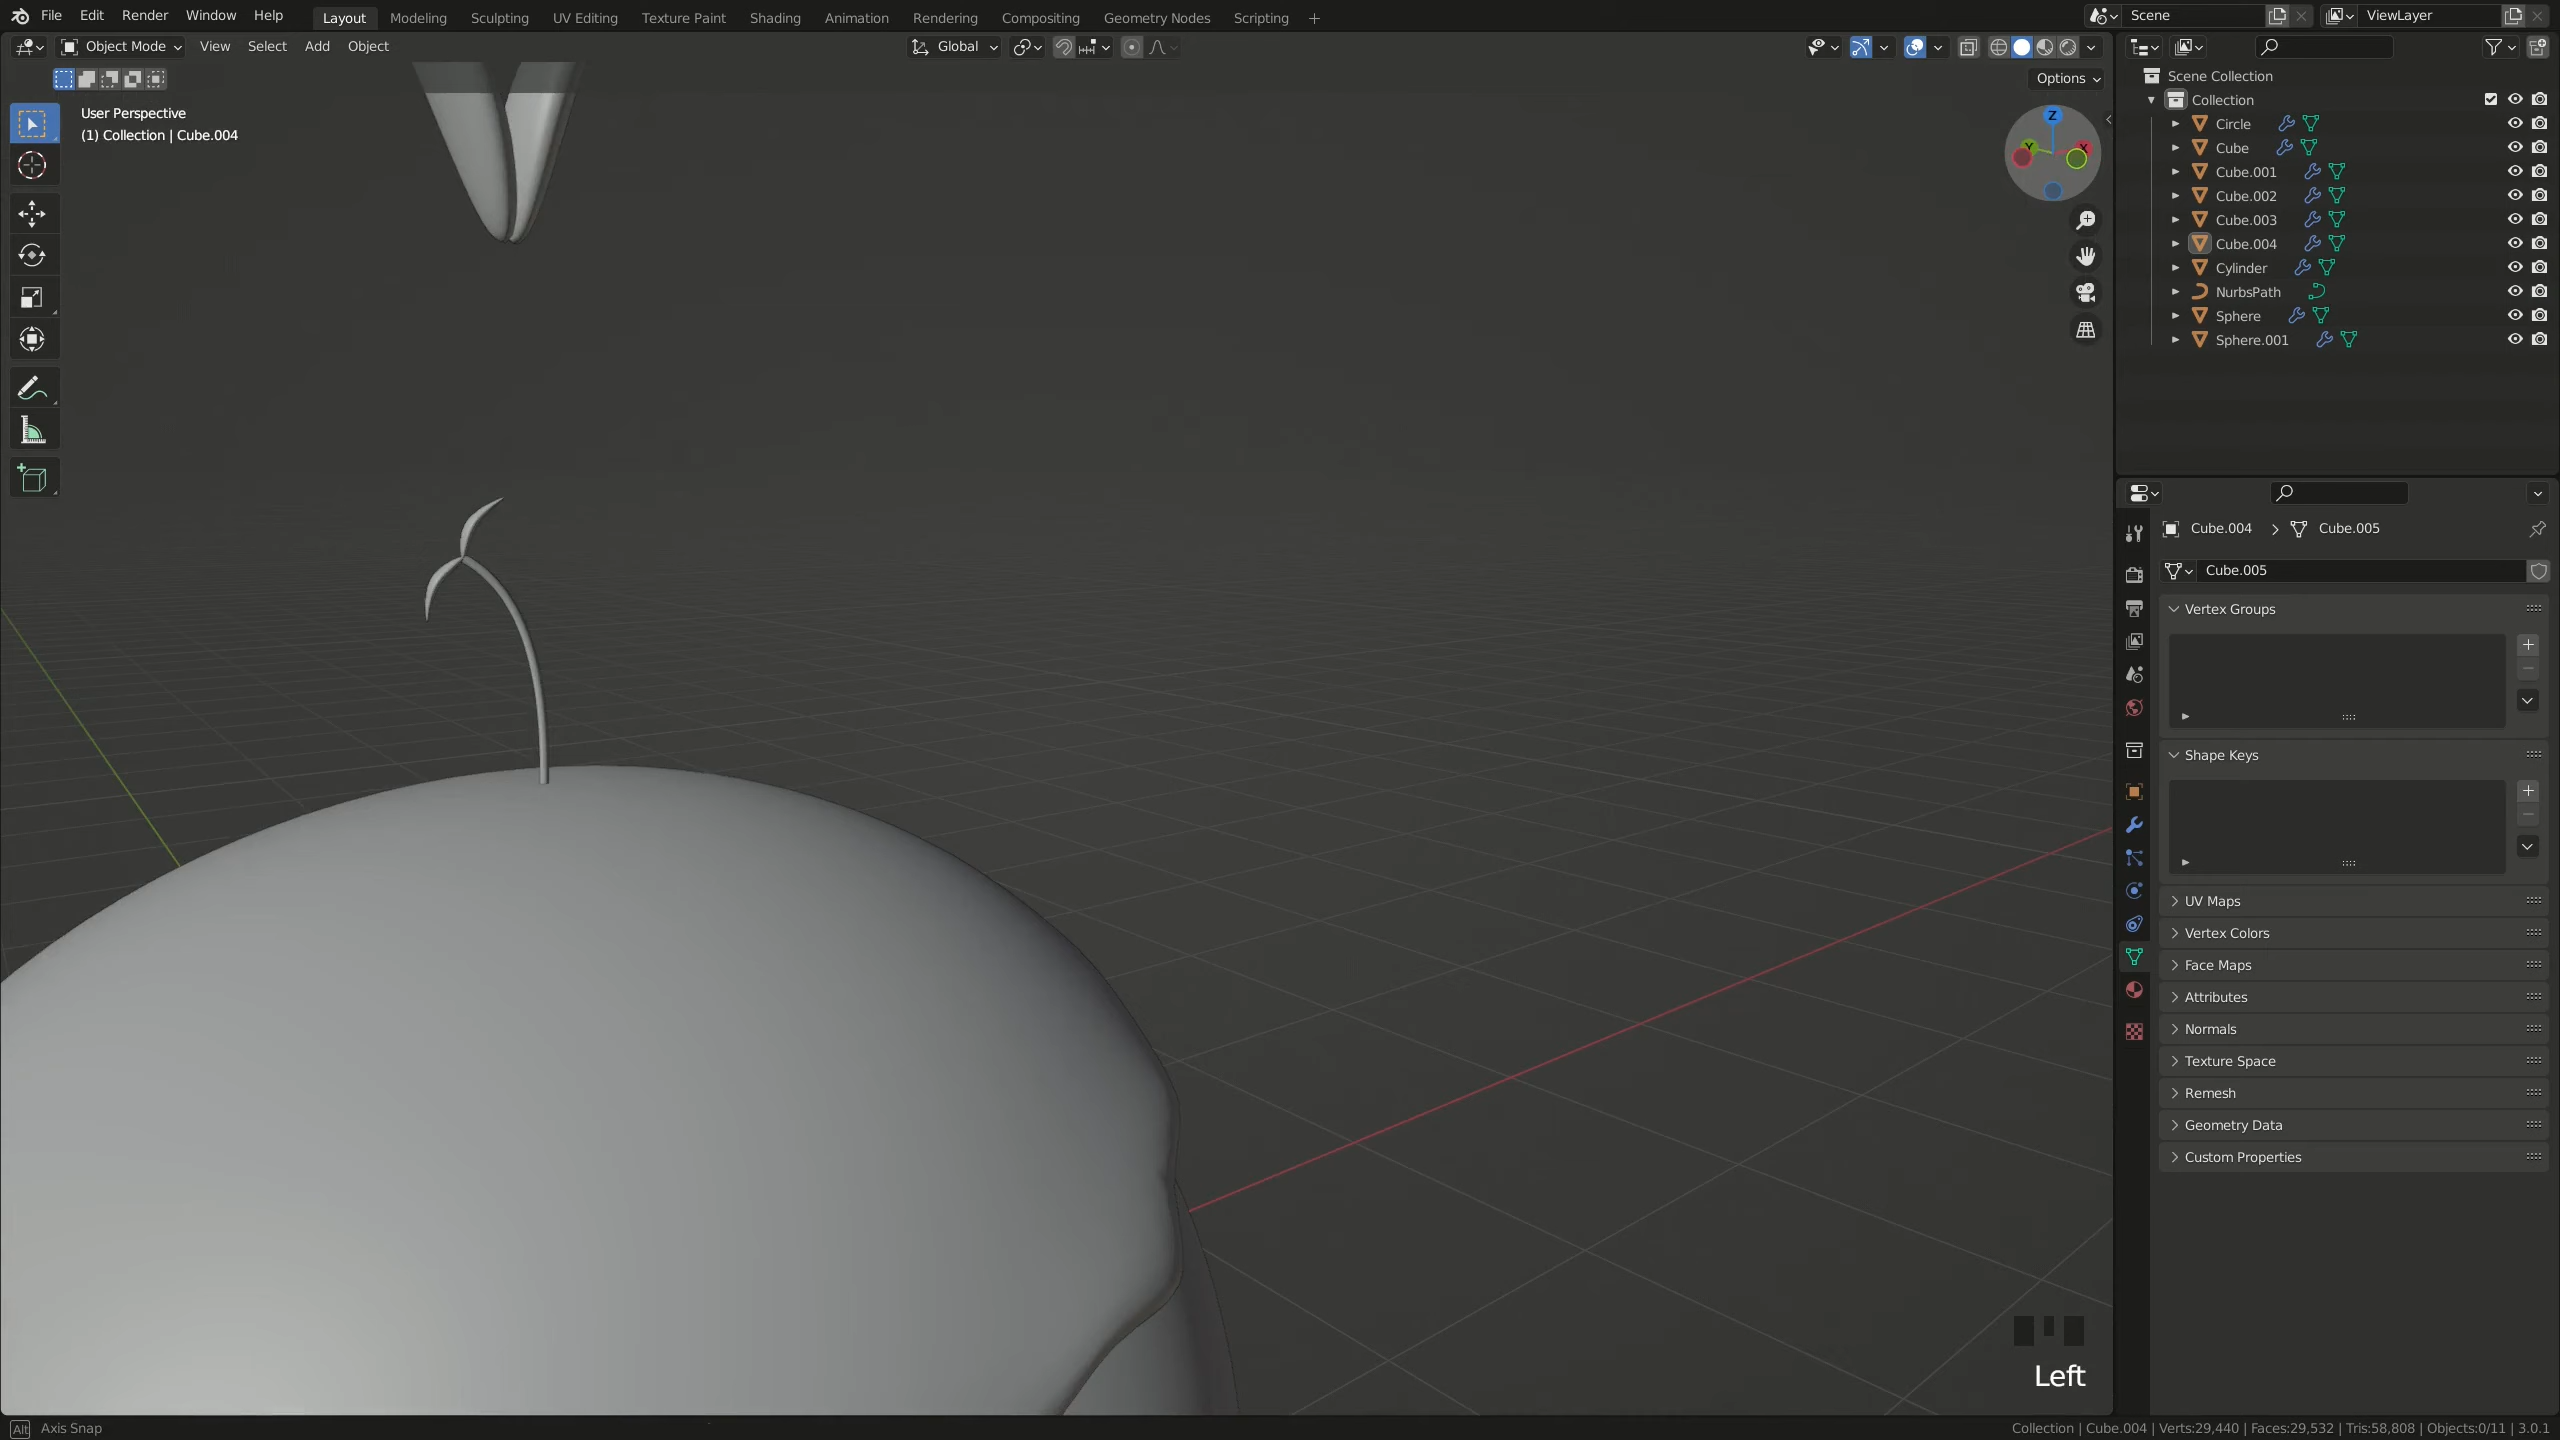 File Edit Render Window Help Layout Modeling Sculpting UV Editing Texture Paint Shading Animation Rendering Compositing Geometry Nodes Scripting + Scene ViewLayer
Object Mode View Select Add Object Global
Options
User Perspective
(1) Collection | Cube.004
Z
Y
X
Scene Collection
Collection
Circle
Cube
Cube.001
Cube.002
Cube.003
Cube.004
Cylinder
NurbsPath
Sphere
Sphere.001
Cube.004 > Cube.005
Cube.005
Vertex Groups
Shape Keys
UV Maps
Vertex Colors
Face Maps
Attributes
Normals
Texture Space
Remesh
Geometry Data
Custom Properties
Left
Alt Axis Snap
Collection | Cube.004 | Verts:29,440 | Faces:29,532 | Tris:58,808 | Objects:0/11 | 3.0.1